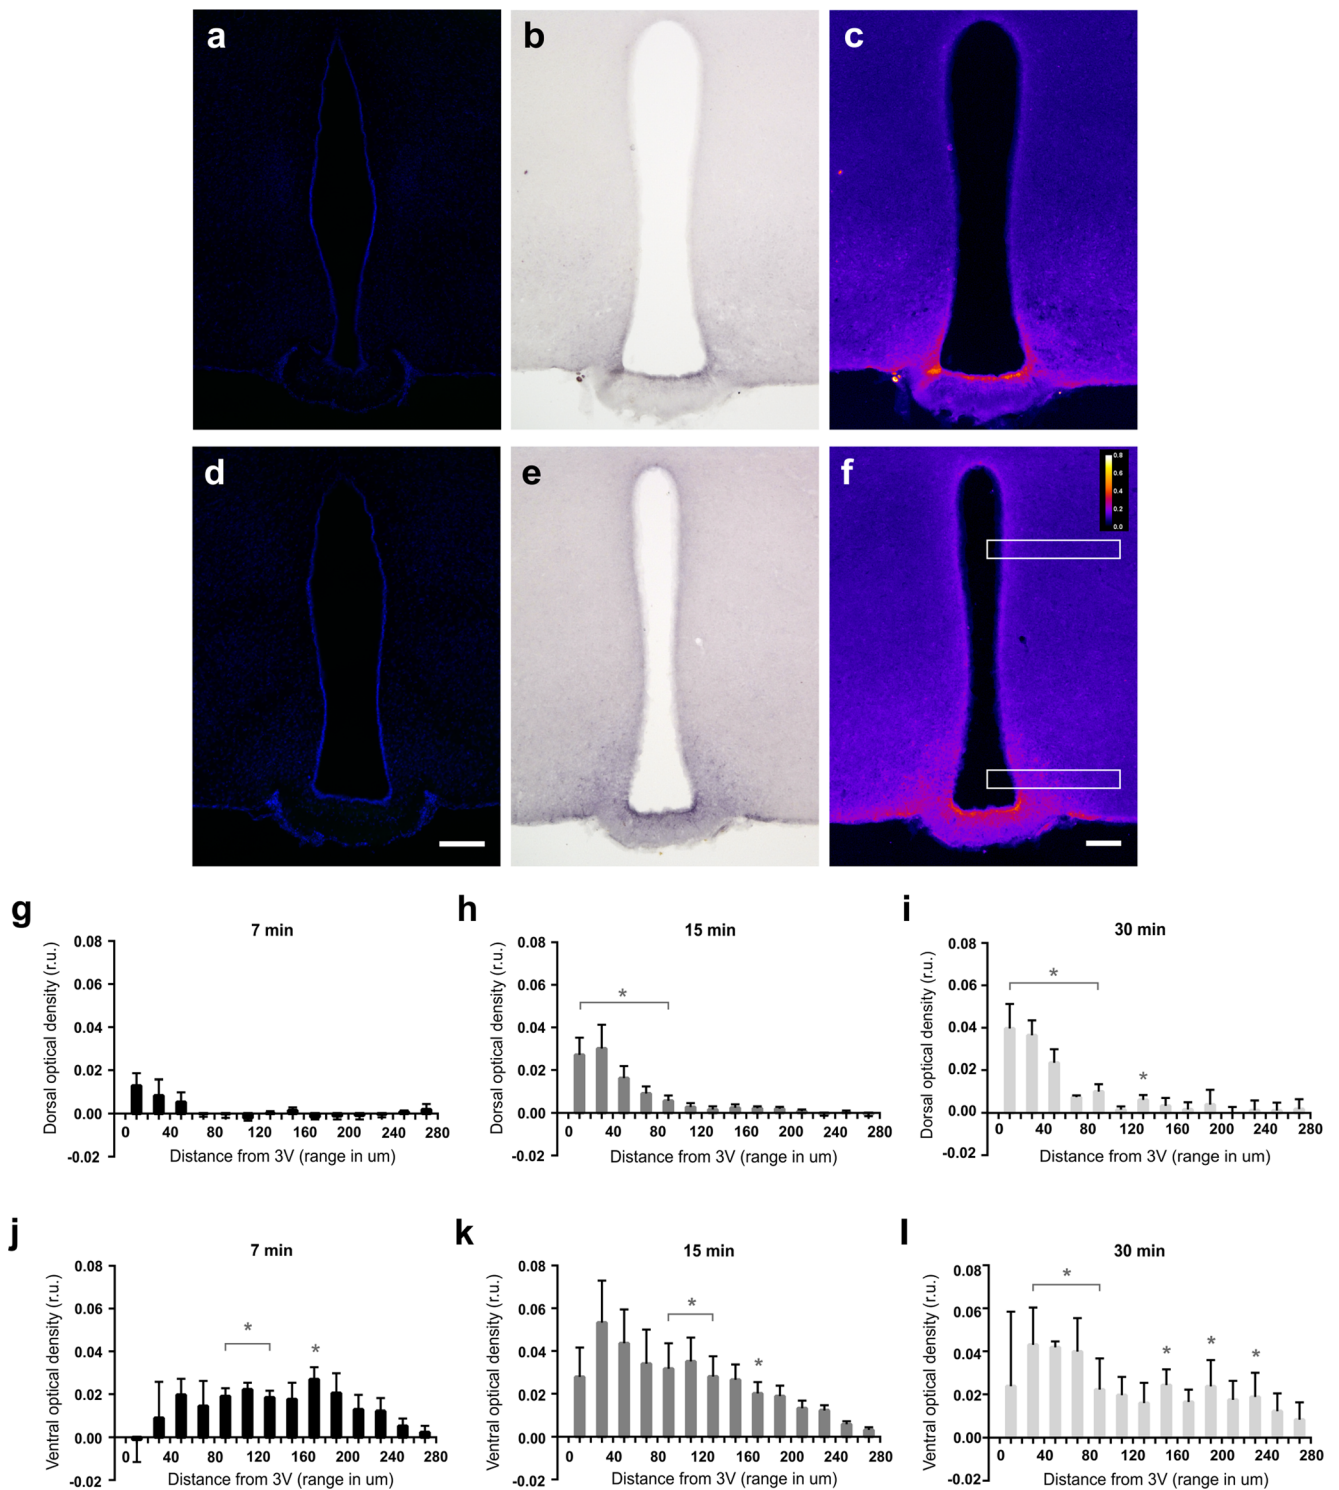 a
b
c
d
e
f
0.8
0.6
0.4
0.2
0.0
g
7 min
Dorsal optical density (r.u.)
0.08
0.06
0.04
0.02
0.00
-0.02
0 40 80 120 160 200 240 280
Distance from 3V (range in um)
h
15 min
Dorsal optical density (r.u.)
0.08
0.06
0.04
0.02
0.00
-0.02
*
0 40 80 120 160 200 240 280
Distance from 3V (range in um)
i
30 min
Dorsal optical density (r.u.)
0.08
0.06
0.04
0.02
0.00
-0.02
* *
0 40 80 120 160 200 240 280
Distance from 3V (range in um)
j
7 min
Ventral optical density (r.u.)
0.08
0.06
0.04
0.02
0.00
-0.02
* *
40 80 120 160 200 240 280
Distance from 3V (range in um)
k
15 min
Ventral optical density (r.u.)
0.08
0.06
0.04
0.02
0.00
-0.02
* *
0 40 80 120 160 200 240 280
Distance from 3V (range in um)
l
30 min
Ventral optical density (r.u.)
0.08
0.06
0.04
0.02
0.00
-0.02
* * * *
0 40 80 120 160 200 240 280
Distance from 3V (range in um)